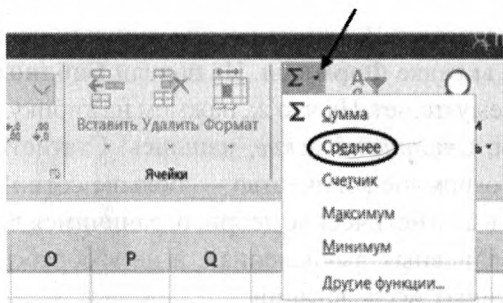 Σ
Σ Сумма
Вставить Удалить Формат
Среднее
Счетчик
Ячейки
Максимум
Минимум
O P Q
Другие функции...